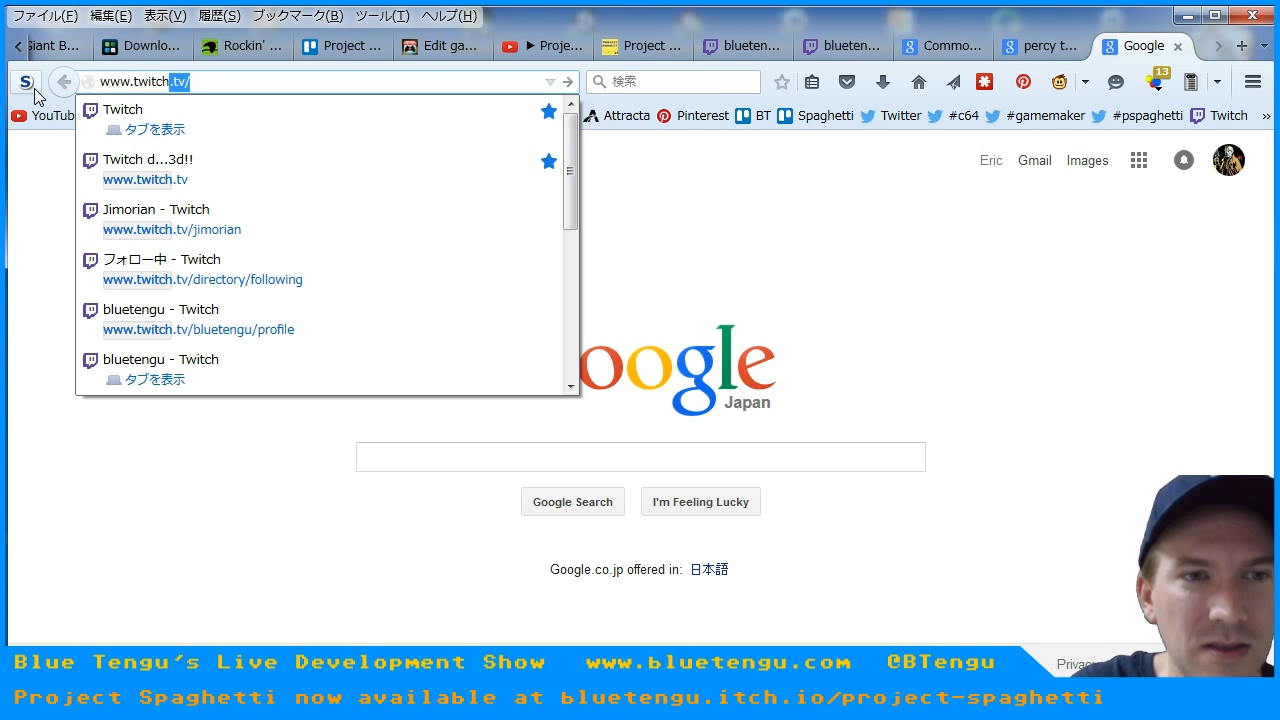 ファイル(F) 編集(E) 表示(V) 履歴(S) ブックマーク(B) ツール(T) ヘルプ(H)
Giant B... Downlo... Rockin' ... Project ... Edit ga... ▶ Proje... Project ... blueten... blueten... Commo... percy t... Google
S www.twitch.tv/ 検索 13
YouTub Attracta Pinterest BT Spaghetti Twitter #c64 #gamemaker #pspaghetti Twitch »
Twitch
タブを表示
Twitch d...3d!!
www.twitch.tv
Jimorian - Twitch
www.twitch.tv/jimorian
フォロー中 - Twitch
www.twitch.tv/directory/following
bluetengu - Twitch
www.twitch.tv/bluetengu/profile
bluetengu - Twitch
タブを表示
Eric Gmail Images
oogle
Japan
Google Search I'm Feeling Lucky
Google.co.jp offered in: 日本語
Privac
Blue Tengu's Live Development Show www.bluetengu.com @BTengu
Project Spaghetti now available at bluetengu.itch.io/project-spaghetti